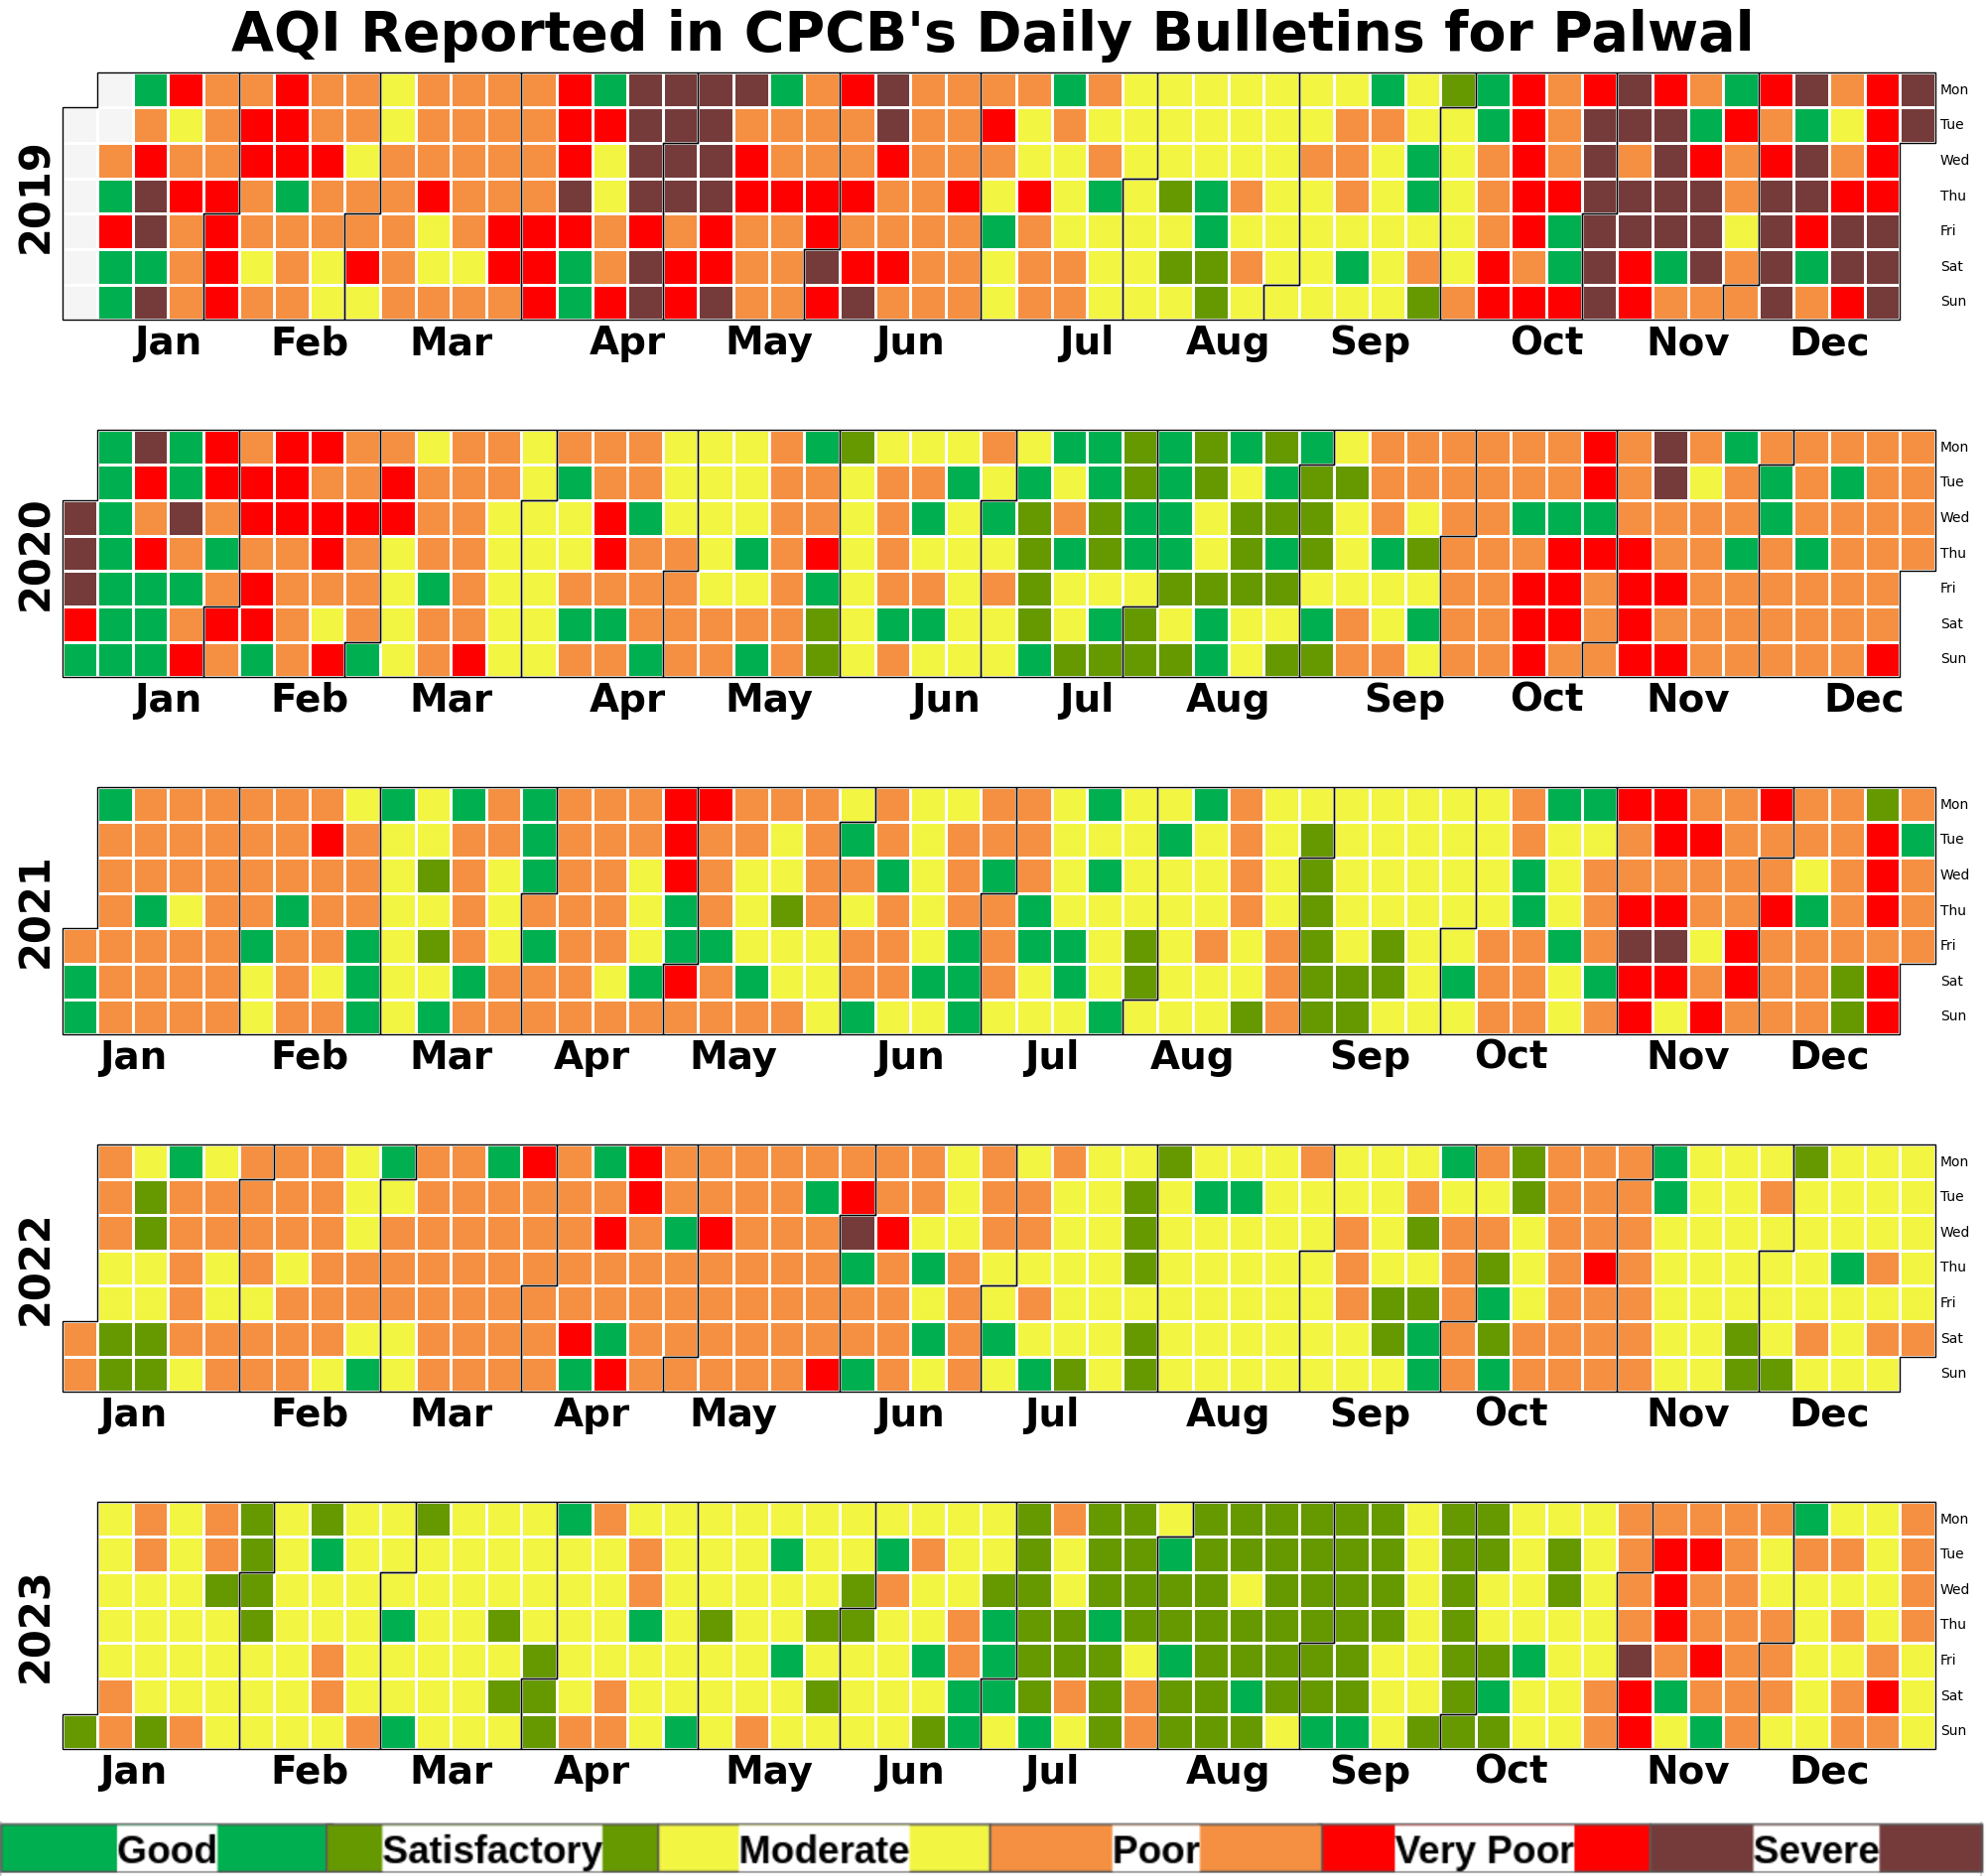 AQI Reported in CPCB's Daily Bulletins for Palwal
2019
Mon
Tue
Wed
Thu
Fri
Sat
Sun
Jan Feb Mar Apr May Jun Jul Aug Sep Oct Nov Dec
2020
Mon
Tue
Wed
Thu
Fri
Sat
Sun
Jan Feb Mar Apr May Jun Jul Aug Sep Oct Nov Dec
2021
Mon
Tue
Wed
Thu
Fri
Sat
Sun
Jan Feb Mar Apr May Jun Jul Aug Sep Oct Nov Dec
2022
Mon
Tue
Wed
Thu
Fri
Sat
Sun
Jan Feb Mar Apr May Jun Jul Aug Sep Oct Nov Dec
2023
Mon
Tue
Wed
Thu
Fri
Sat
Sun
Jan Feb Mar Apr May Jun Jul Aug Sep Oct Nov Dec
Good Satisfactory Moderate Poor Very Poor Severe